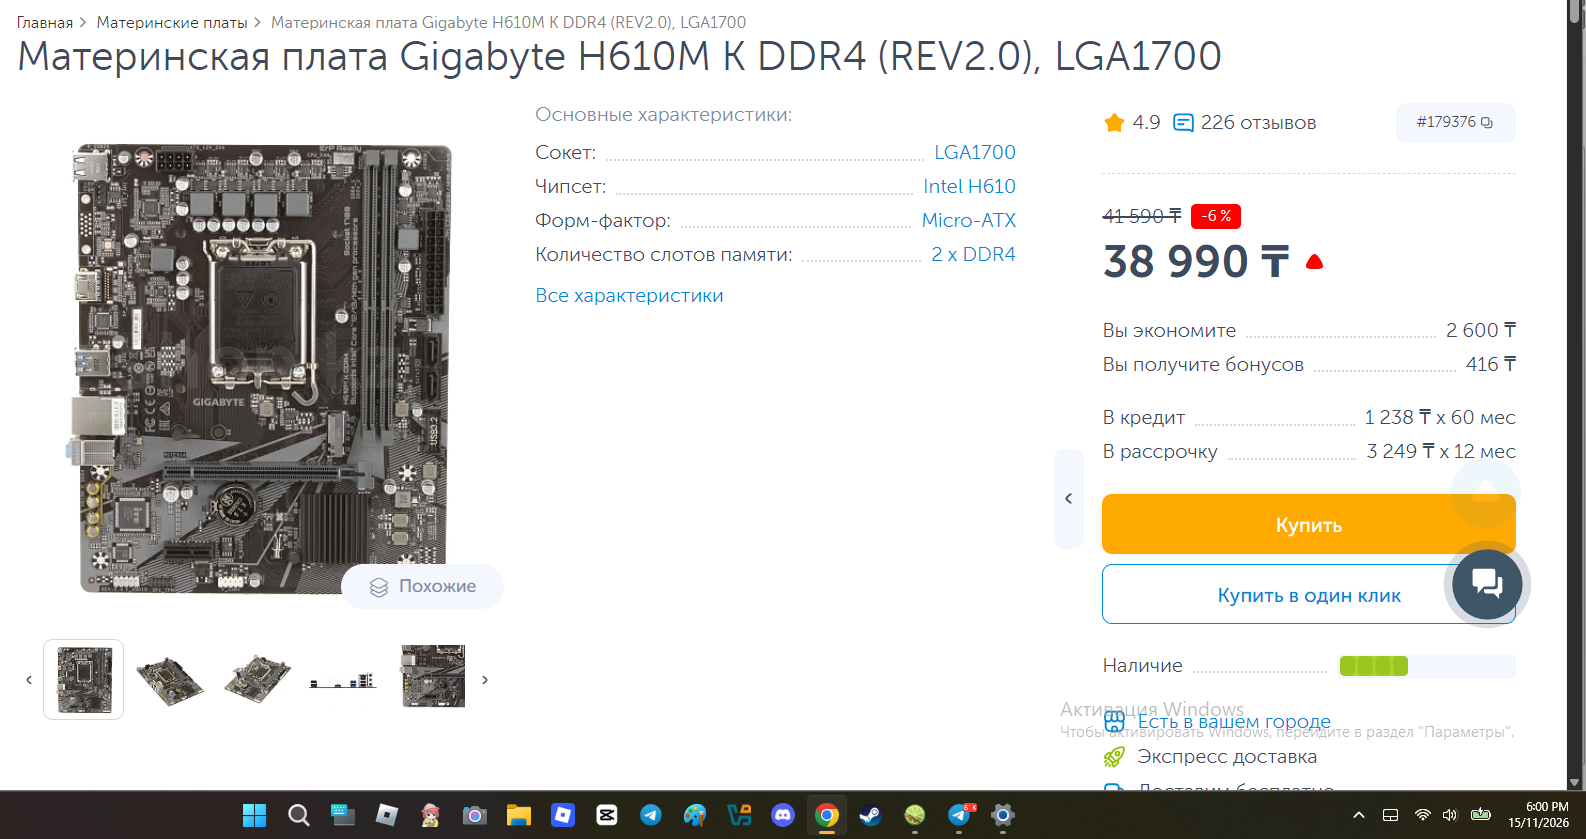 Главная > Материнские платы > Материнская плата Gigabyte H610M K DDR4 (REV2.0), LGA1700
Материнская плата Gigabyte H610M K DDR4 (REV2.0), LGA1700
Основные характеристики:
Сокет: LGA1700
Чипсет: Intel H610
Форм-фактор: Micro-ATX
Количество слотов памяти: 2 x DDR4
Все характеристики
GIGABYTE
Похожие
4.9 226 отзывов #179376
41 590 ₸ -6 %
38 990 ₸
Вы экономите 2 600 ₸
Вы получите бонусов 416 ₸
В кредит 1 238 ₸ x 60 мес
В рассрочку 3 249 ₸ x 12 мес
Купить
Купить в один клик
Наличие
Активация Windows
Есть в вашем городе
Чтобы активировать Windows, перейдите в раздел "Параметры".
Экспресс доставка
Доставим бесплатно
6:00 PM
15/11/2026